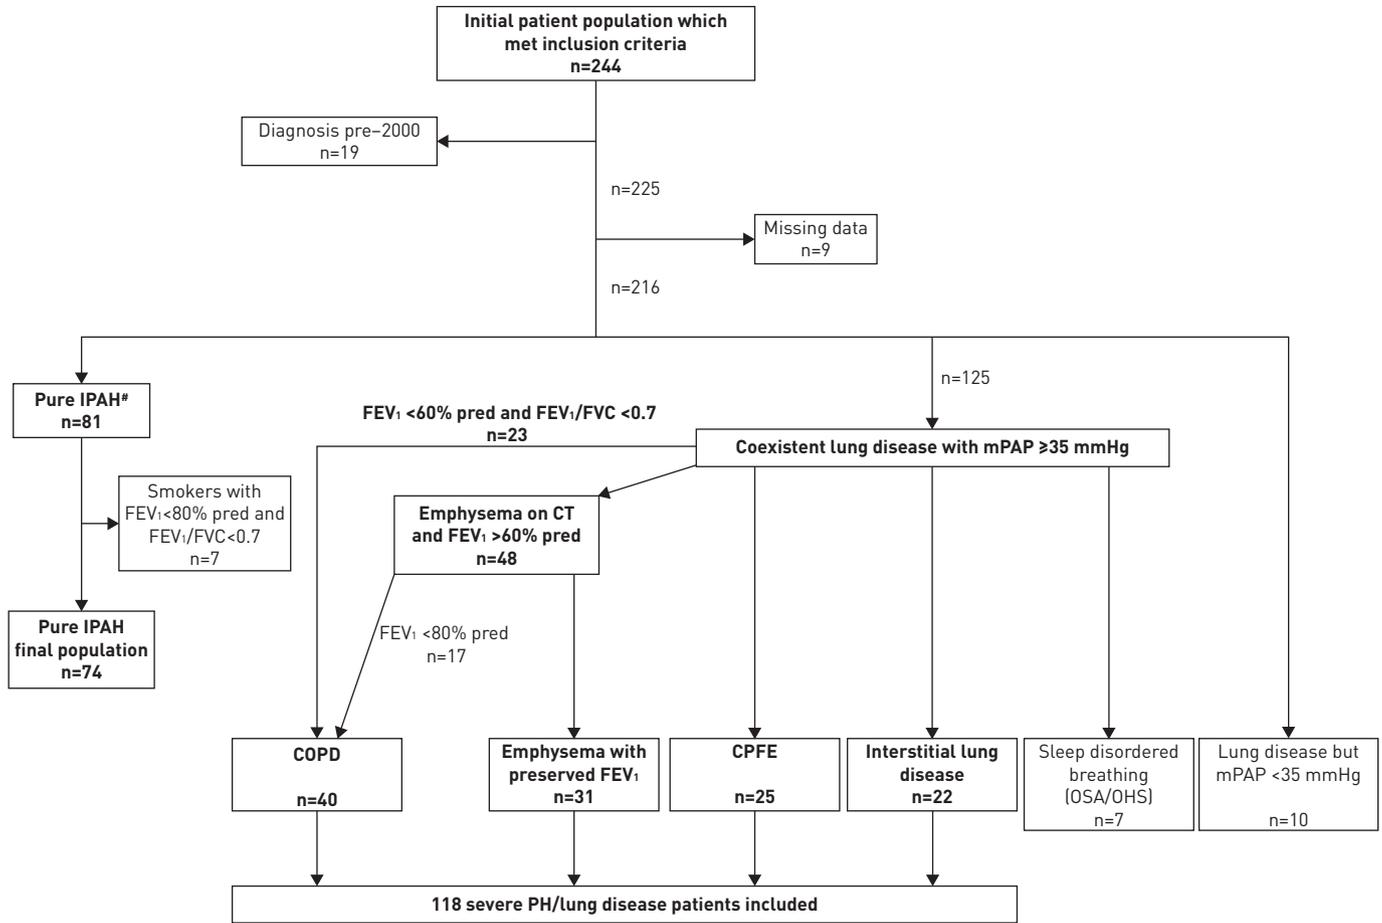 Initial patient population which
met inclusion criteria
n=244
Diagnosis pre–2000
n=19
n=225
Missing data
n=9
n=216
Pure IPAH#
n=81
n=125
FEV1 <60% pred and FEV1/FVC <0.7
n=23
Coexistent lung disease with mPAP ≥35 mmHg
Smokers with
FEV1<80% pred and
FEV1/FVC<0.7
n=7
Emphysema on CT
and FEV1 >60% pred
n=48
Pure IPAH
final population
n=74
FEV1 <80% pred
n=17
COPD
n=40
Emphysema with
preserved FEV1
n=31
CPFE
n=25
Interstitial lung
disease
n=22
Sleep disordered
breathing
(OSA/OHS)
n=7
Lung disease but
mPAP <35 mmHg
n=10
118 severe PH/lung disease patients included